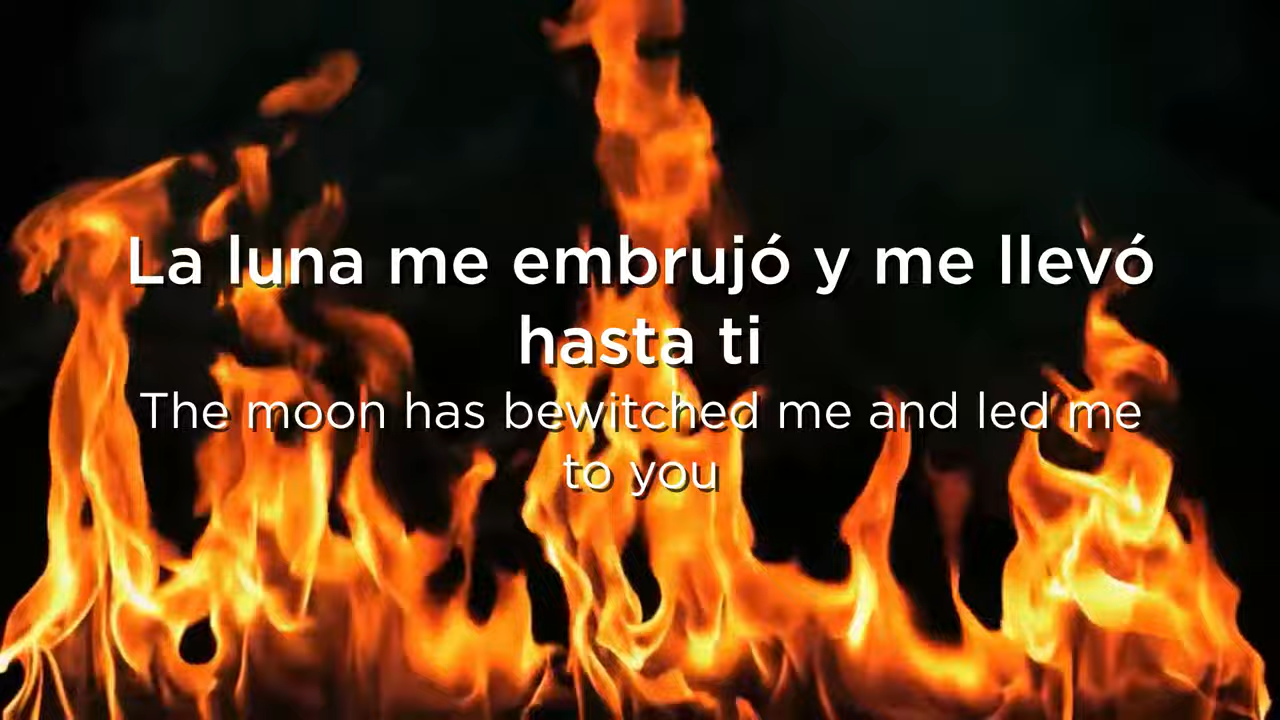 La luna me embrujó y me llevó
hasta ti
The moon has bewitched me and led me
to you